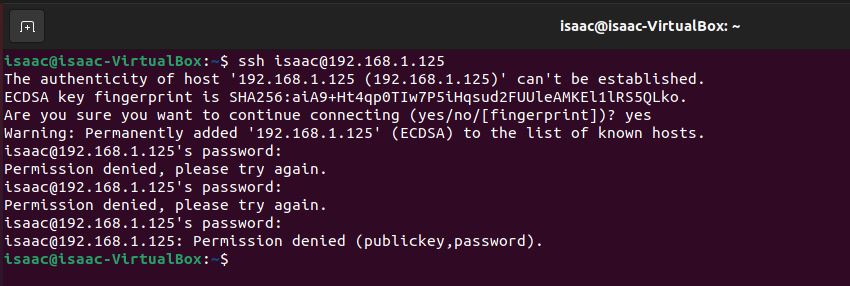 isaac@isaac-VirtualBox: ~
isaac@isaac-VirtualBox:~$ ssh isaac@192.168.1.125
The authenticity of host '192.168.1.125 (192.168.1.125)' can't be established.
ECDSA key fingerprint is SHA256:aiA9+Ht4qp0TIw7P5iHqsud2FUUleAMKEl1lRS5QLko.
Are you sure you want to continue connecting (yes/no/[fingerprint])? yes
Warning: Permanently added '192.168.1.125' (ECDSA) to the list of known hosts.
isaac@192.168.1.125's password:
Permission denied, please try again.
isaac@192.168.1.125's password:
Permission denied, please try again.
isaac@192.168.1.125's password:
isaac@192.168.1.125: Permission denied (publickey,password).
isaac@isaac-VirtualBox:~$